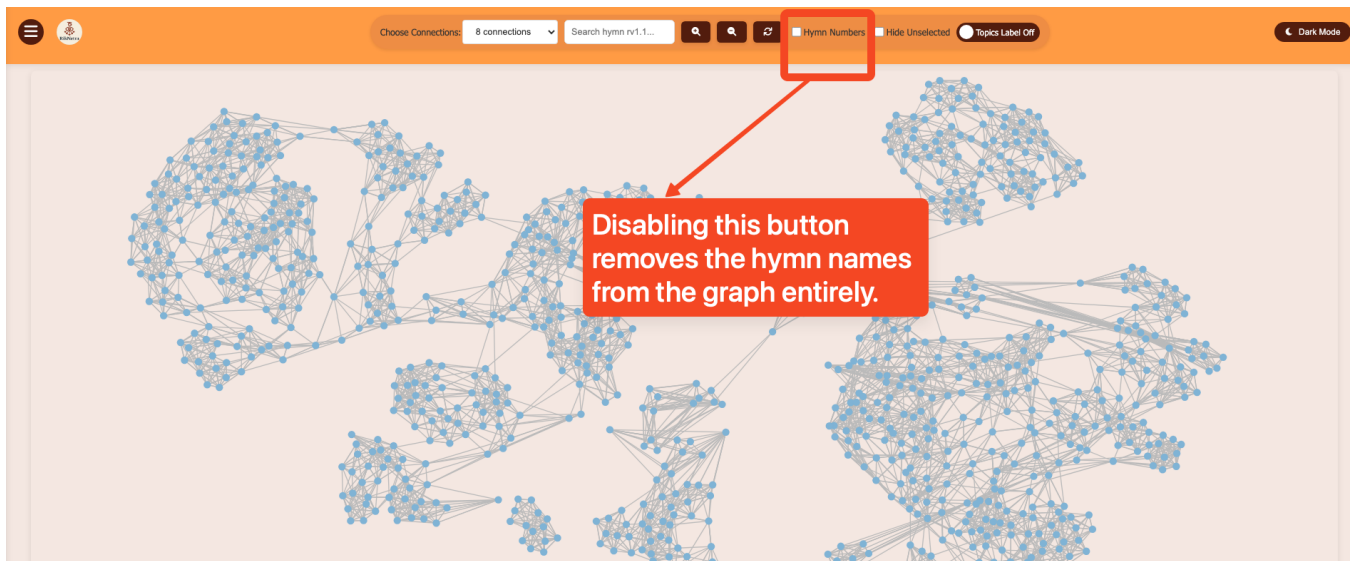 Choose Connections: 8 connections Search hymn rv1.1... Hymn Numbers Hide Unselected Topics Label Off Dark Mode
Disabling this button
removes the hymn names
from the graph entirely.